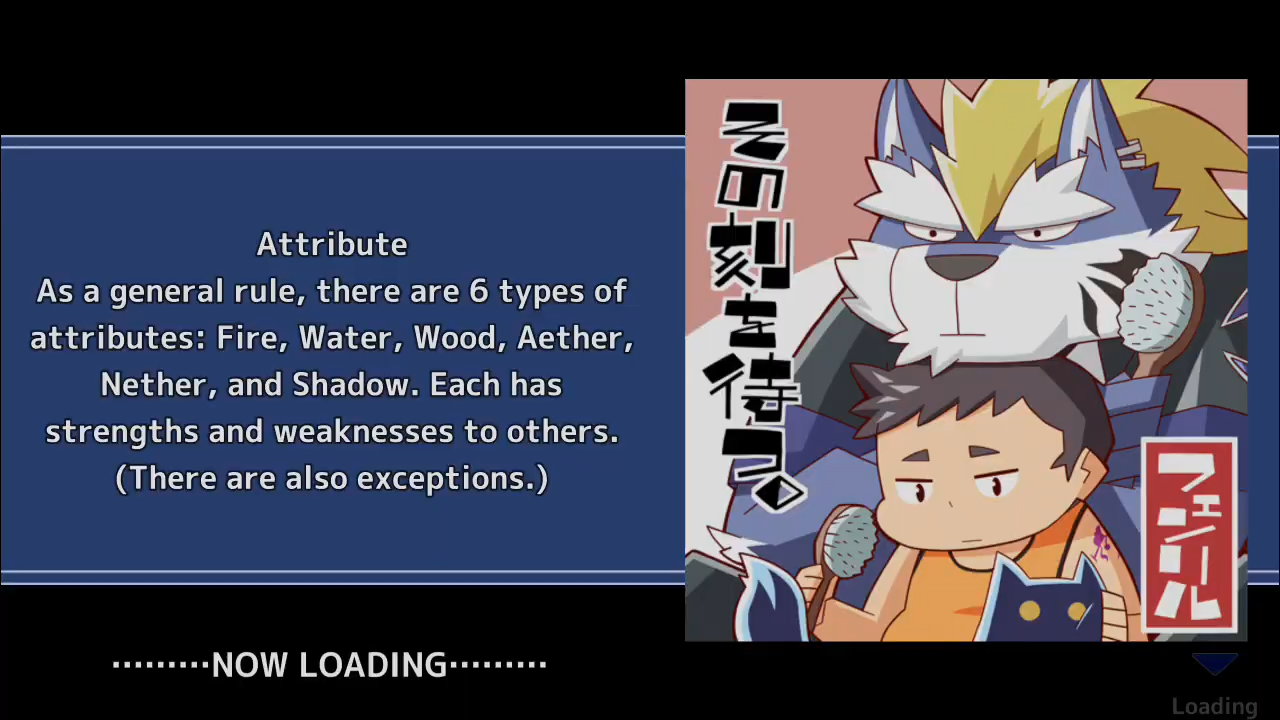 Attribute
As a general rule, there are 6 types of
attributes: Fire, Water, Wood, Aether,
Nether, and Shadow. Each has
strengths and weaknesses to others.
(There are also exceptions.)
その刻を待つ。
フェンリル
·········NOW LOADING·········
Loading